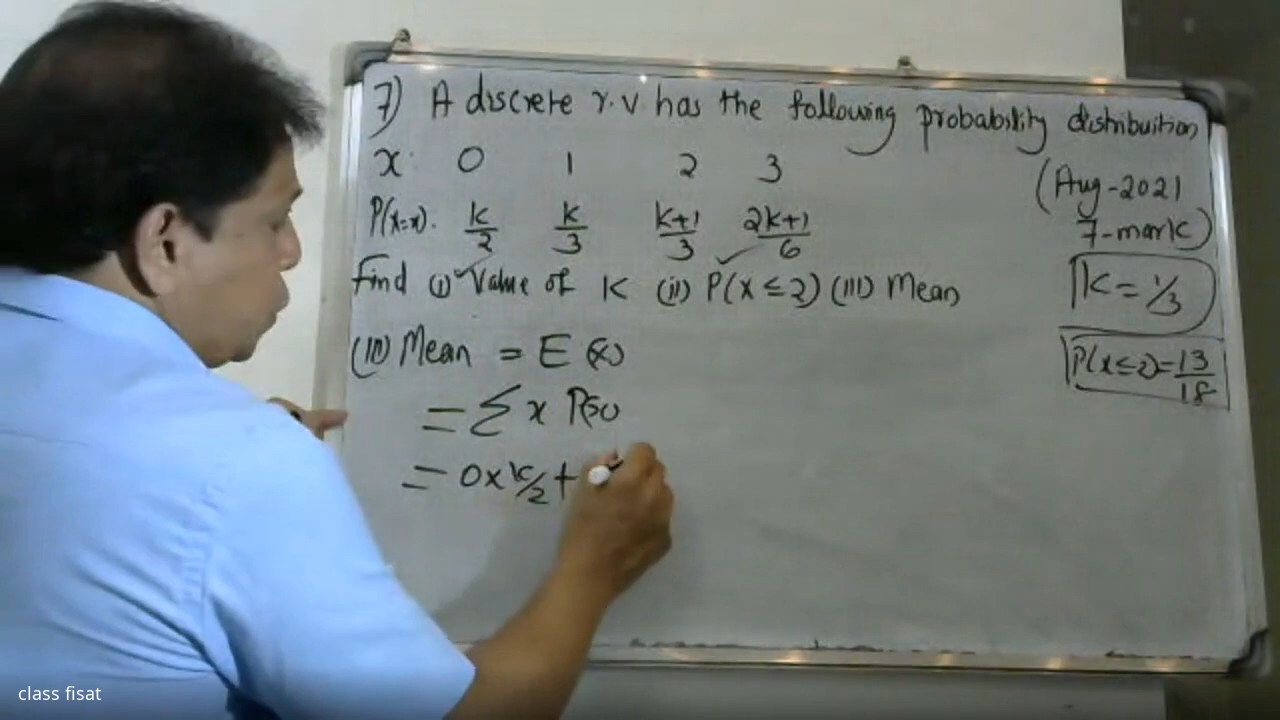 7) A discrete r.v has the following probability distribuition
x: 0 1 2 3
P(X=x): k/2 k/3 k+1/3 2k+1/6
(Aug-2021
7-mark)
Find (i) Value of K (ii) P(X≤2) (iii) Mean
K = 1/3
P(X≤2)=13/18
(iii) Mean = E(x)
= Σ x P(x)
= 0×k/2 +
class fisat